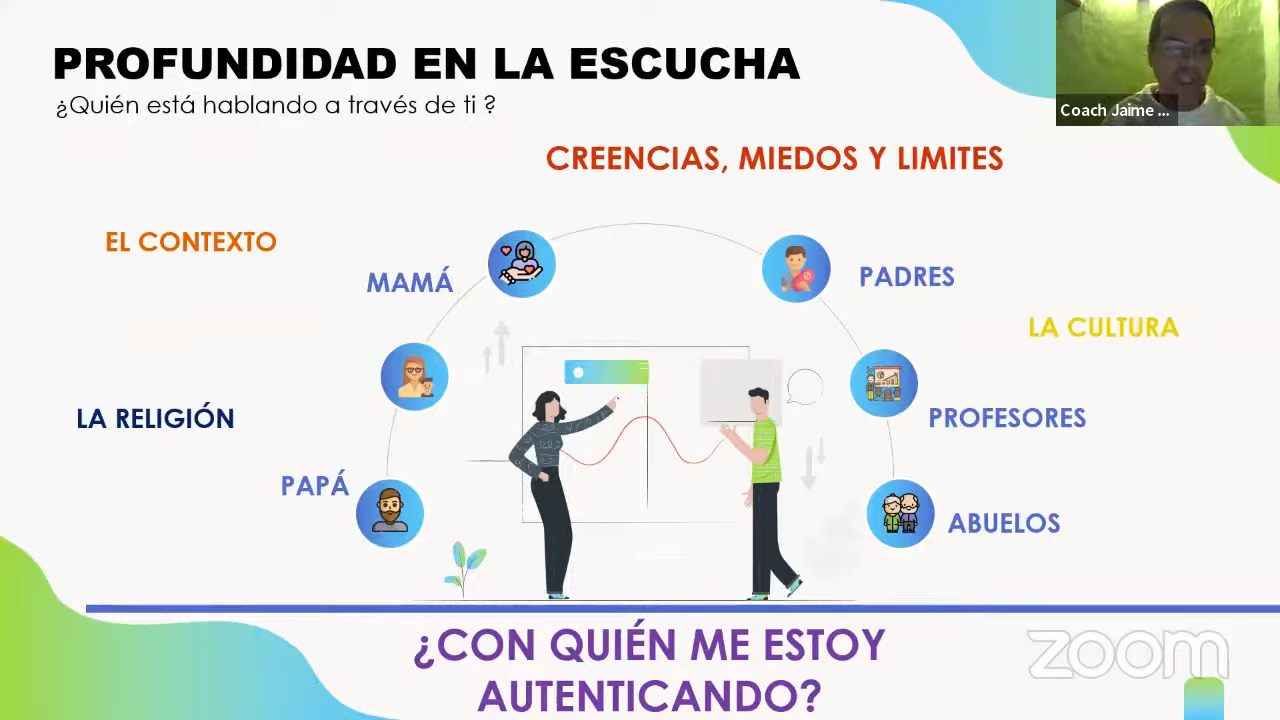 PROFUNDIDAD EN LA ESCUCHA
¿Quién está hablando a través de ti ?
Coach Jaime ...
CREENCIAS, MIEDOS Y LIMITES
EL CONTEXTO
MAMÁ
PADRES
LA CULTURA
LA RELIGIÓN
PROFESORES
PAPÁ
ABUELOS
¿CON QUIÉN ME ESTOY
AUTENTICANDO?
zoom